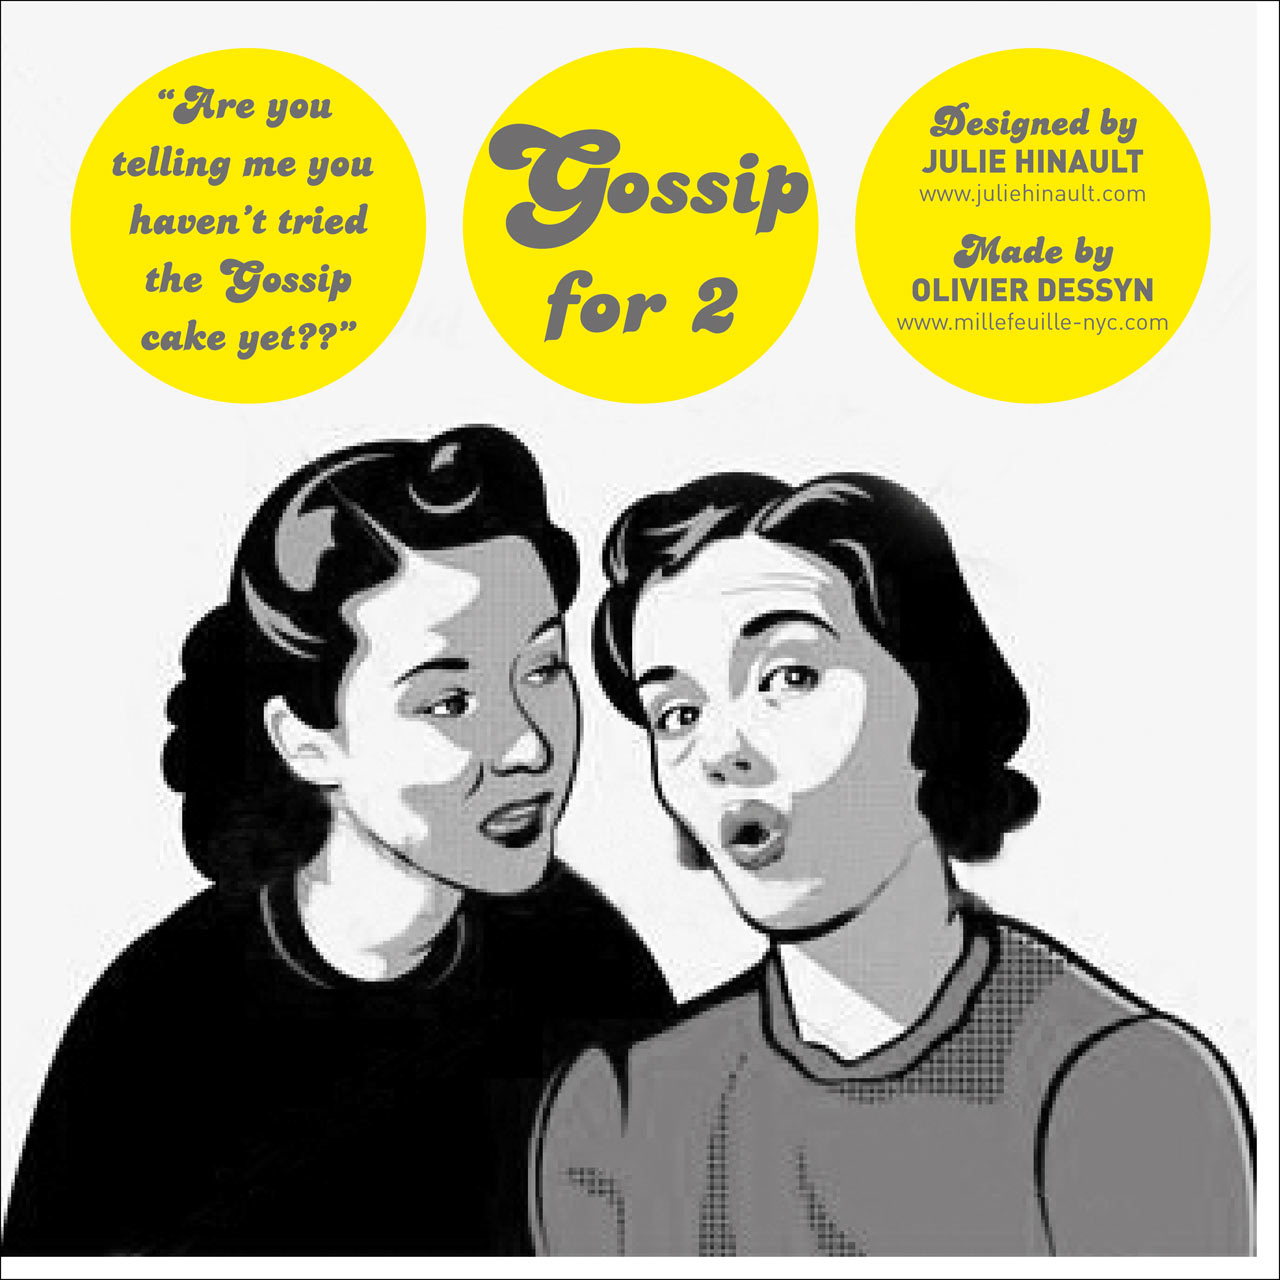 “Are you
telling me you
haven’t tried
the Gossip
cake yet??”
Gossip
for 2
Designed by
JULIE HINAULT
www.juliehinault.com
Made by
OLIVIER DESSYN
www.millefeuille-nyc.com